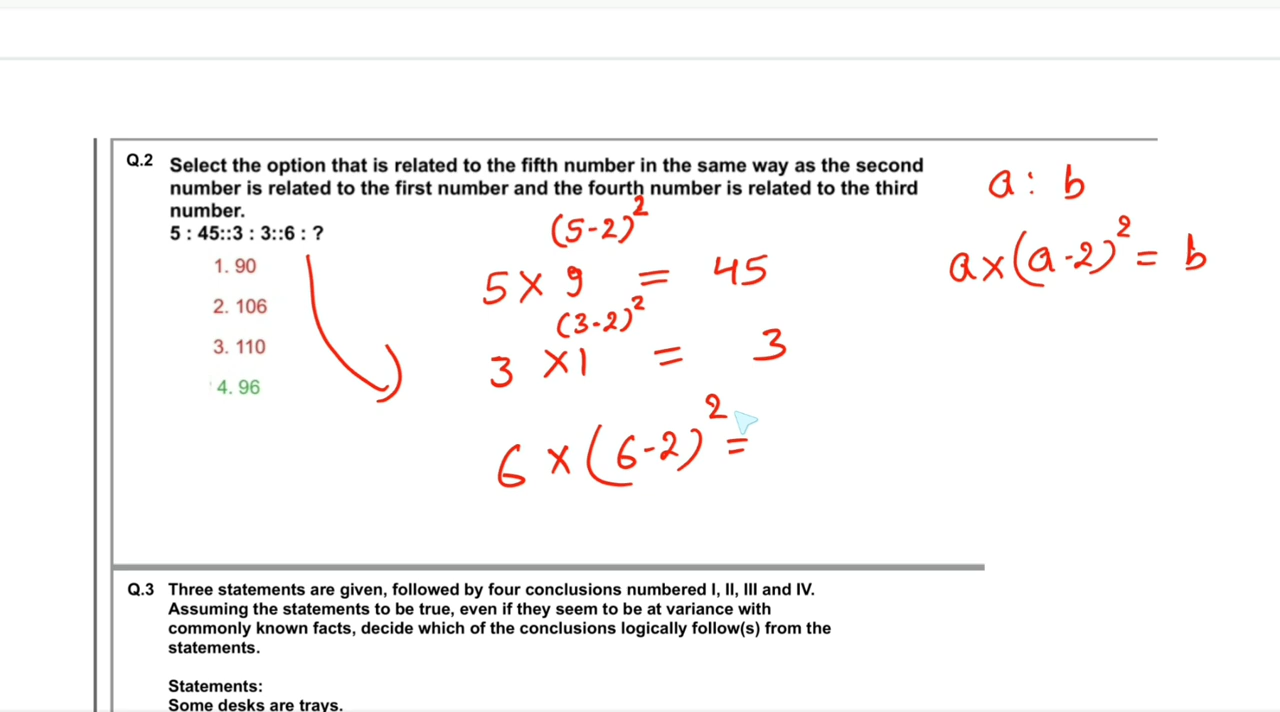 Q.2 Select the option that is related to the fifth number in the same way as the second
number is related to the first number and the fourth number is related to the third
number.
5 : 45::3 : 3::6 : ?
1. 90
2. 106
3. 110
4. 96
(5-2)²
5 × 9 = 45
(3-2)²
3 ×1 = 3
6 × (6-2)² =
a : b
a×(a-2)² = b
Q.3 Three statements are given, followed by four conclusions numbered I, II, III and IV.
Assuming the statements to be true, even if they seem to be at variance with
commonly known facts, decide which of the conclusions logically follow(s) from the
statements.
Statements:
Some desks are trays.